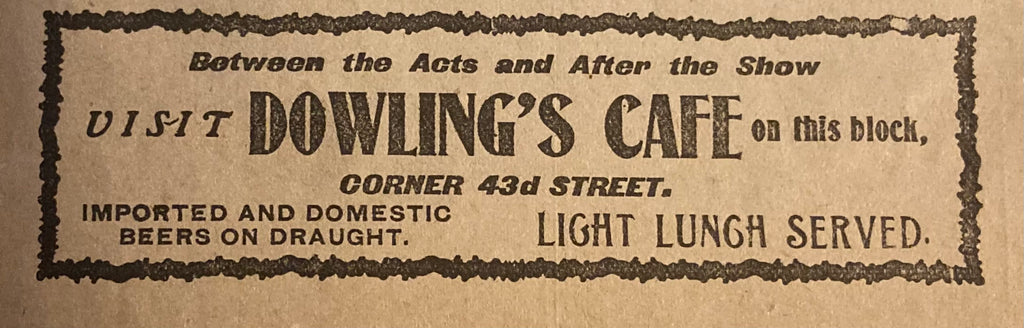 Between the Acts and After the Show
VISIT DOWLING'S CAFE on this block,
CORNER 43d STREET.
IMPORTED AND DOMESTIC
BEERS ON DRAUGHT.
LIGHT LUNCH SERVED.